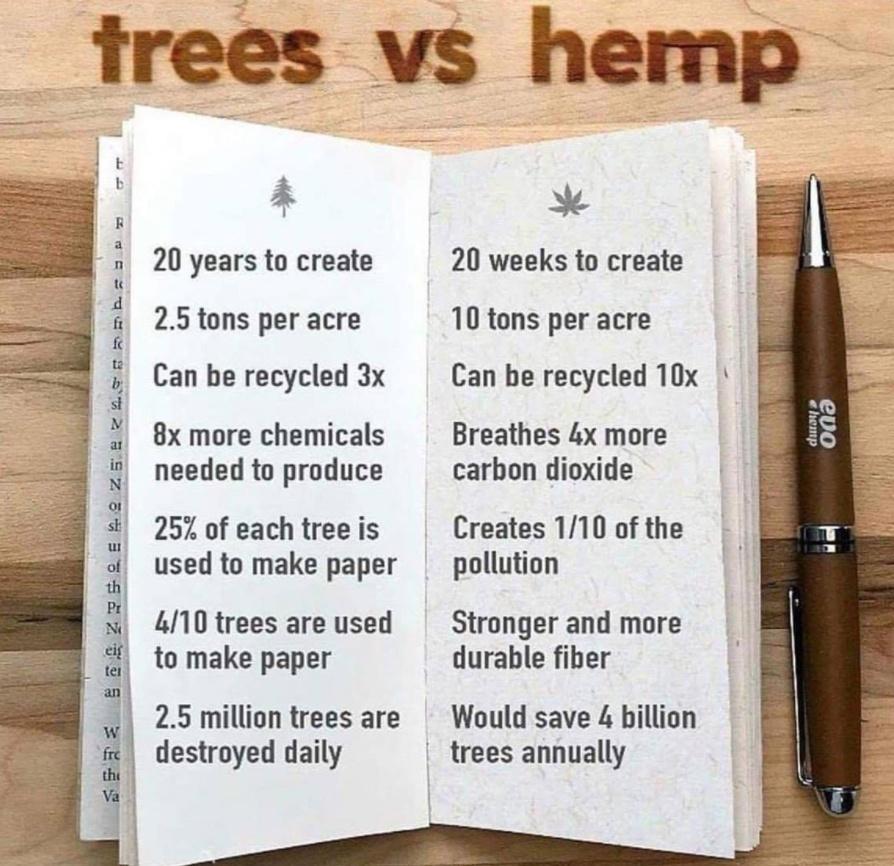 trees vs hemp
20 years to create
2.5 tons per acre
Can be recycled 3x
8x more chemicals
needed to produce
25% of each tree is
used to make paper
4/10 trees are used
to make paper
2.5 million trees are
destroyed daily
20 weeks to create
10 tons per acre
Can be recycled 10x
Breathes 4x more
carbon dioxide
Creates 1/10 of the
pollution
Stronger and more
durable fiber
Would save 4 billion
trees annually
evo
hemp